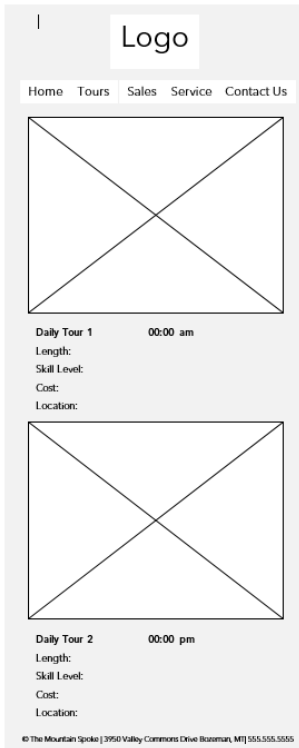 Logo
Home Tours Sales Service Contact Us
Daily Tour 1 00:00 am
Length:
Skill Level:
Cost:
Location:
Daily Tour 2 00:00 pm
Length:
Skill Level:
Cost:
Location:
© The Mountain Spoke | 3950 Valley Commons Drive Bozeman, MT| 555.555.5555